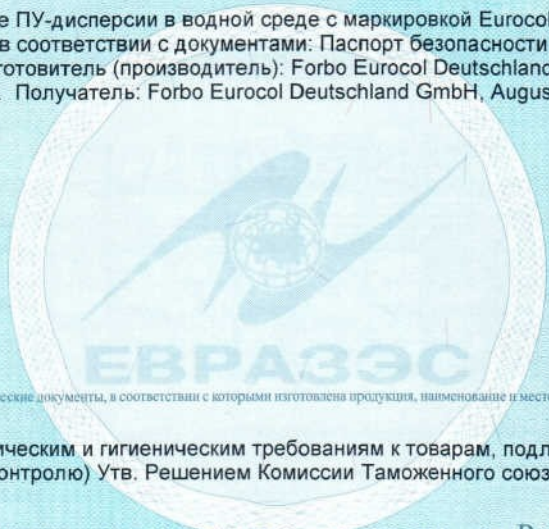 е ПУ-дисперсии в водной среде с маркировкой Eurocol
в соответствии с документами: Паспорт безопасности
готовитель (производитель): Forbo Eurocol Deutschland
. Получатель: Forbo Eurocol Deutschland GmbH, Augus
ЕВРАЗЭС
еские документы, в соответствии с которыми изготовлена продукция, наименование и место
ическим и гигиеническим требованиям к товарам, подл
онтролю) Утв. Решением Комиссии Таможенного союз